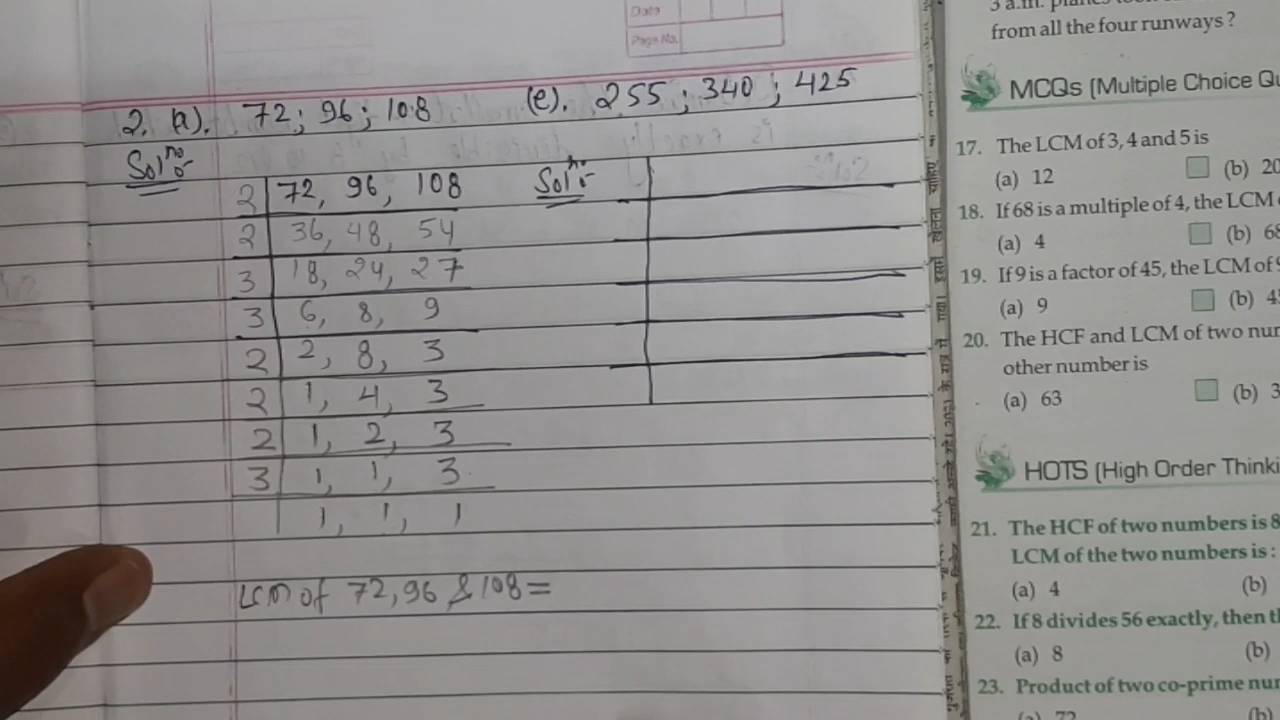 Date
Page No.
2. (a). 72; 96; 108
(e). 255; 340; 425
Solno
Solno
2 72, 96, 108
2 36, 48, 54
3 18, 24, 27
3 6, 8, 9
2 2, 8, 3
2 1, 4, 3
2 1, 2, 3
3 1, 1, 3
1, 1, 1
LCM of 72, 96 & 108 =
from all the four runways?
MCQs (Multiple Choice
17. The LCM of 3, 4 and 5 is
(a) 12 (b) 20
18. If 68 is a multiple of 4, the LCM
(a) 4 (b) 68
19. If 9 is a factor of 45, the LCM of
(a) 9 (b) 4
20. The HCF and LCM of two
other number is
(a) 63 (b) 3
HOTS (High Order
21. The HCF of two numbers is 8
LCM of the two numbers is :
(a) 4 (b)
22. If 8 divides 56 exactly, then
(a) 8 (b)
23. Product of two co-prime
(a) 72 (b)